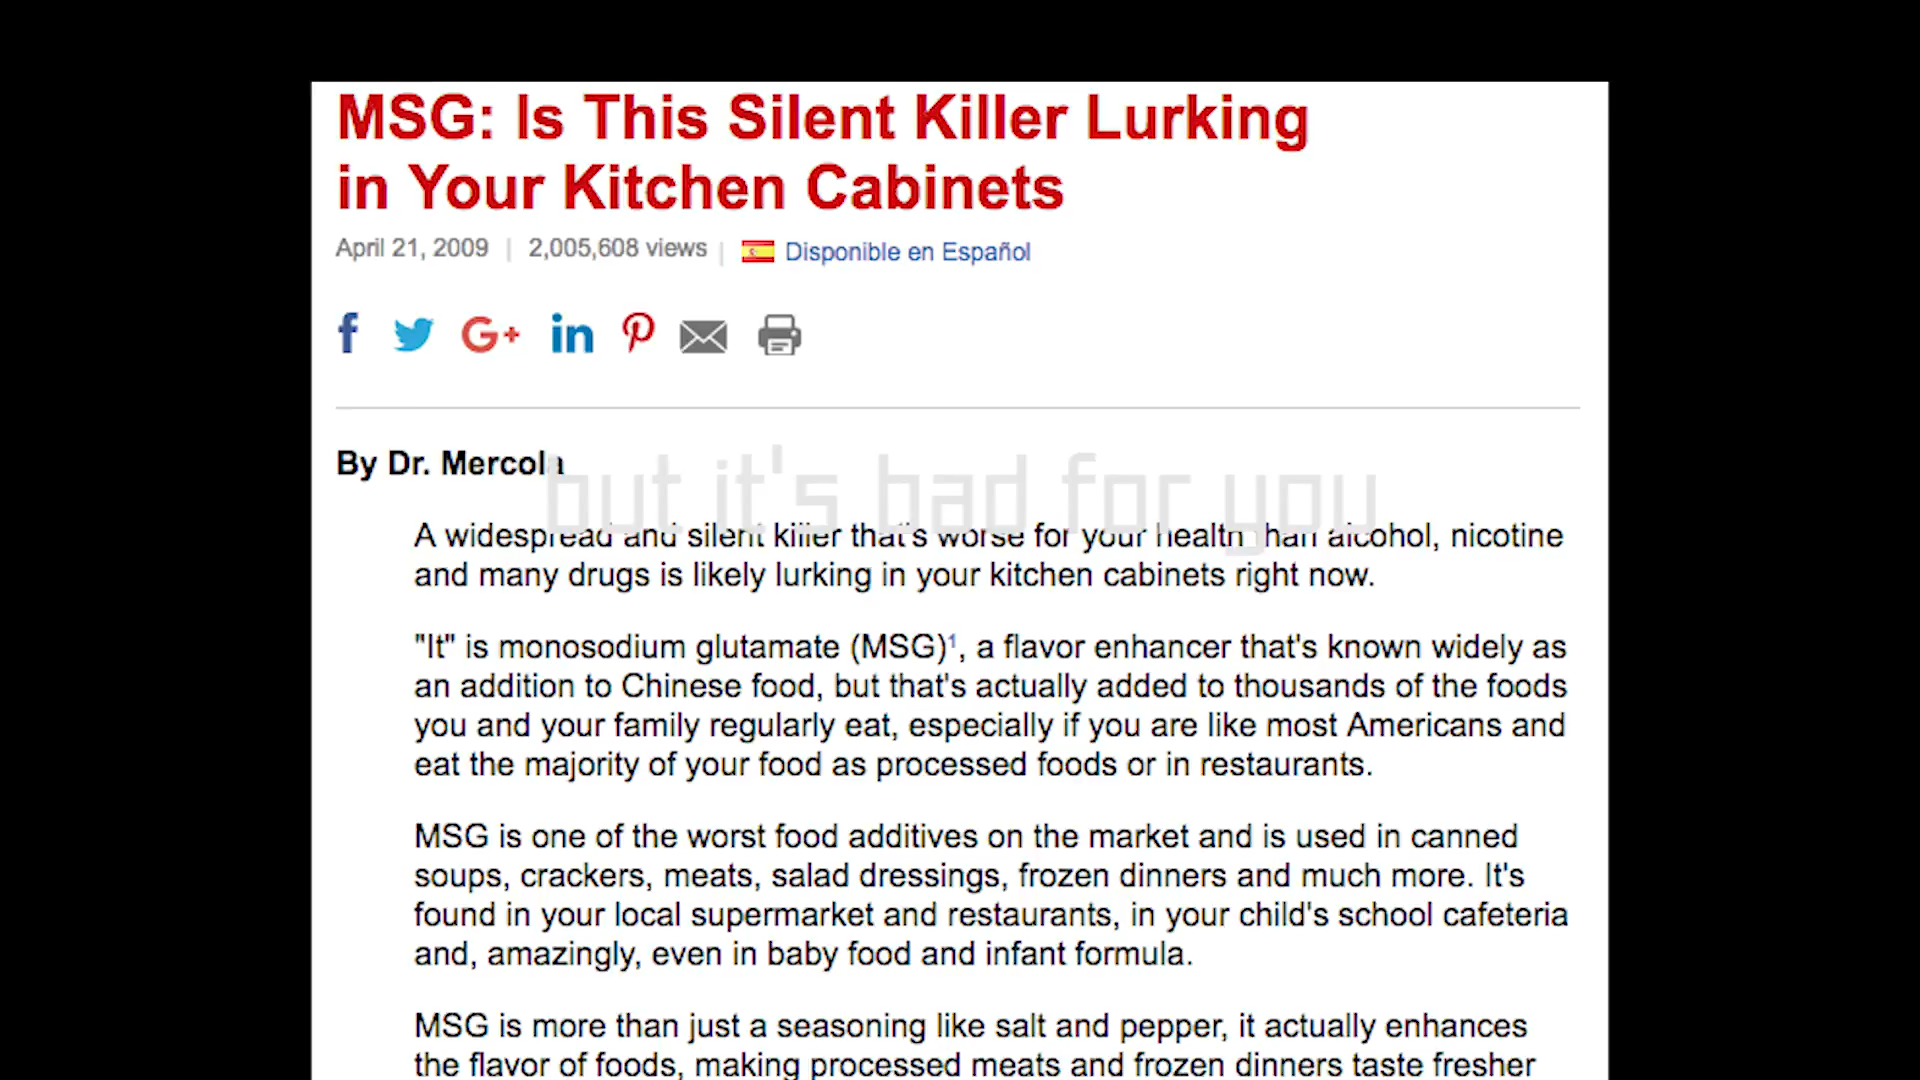 MSG: Is This Silent Killer Lurking
in Your Kitchen Cabinets
April 21, 2009 | 2,005,608 views | Disponible en Español
f G+ in
By Dr. Mercola
but it's bad for you
A widespread and silent killer that's worse for your health than alcohol, nicotine
and many drugs is likely lurking in your kitchen cabinets right now.
"It" is monosodium glutamate (MSG)¹, a flavor enhancer that's known widely as
an addition to Chinese food, but that's actually added to thousands of the foods
you and your family regularly eat, especially if you are like most Americans and
eat the majority of your food as processed foods or in restaurants.
MSG is one of the worst food additives on the market and is used in canned
soups, crackers, meats, salad dressings, frozen dinners and much more. It's
found in your local supermarket and restaurants, in your child's school cafeteria
and, amazingly, even in baby food and infant formula.
MSG is more than just a seasoning like salt and pepper, it actually enhances
the flavor of foods, making processed meats and frozen dinners taste fresher